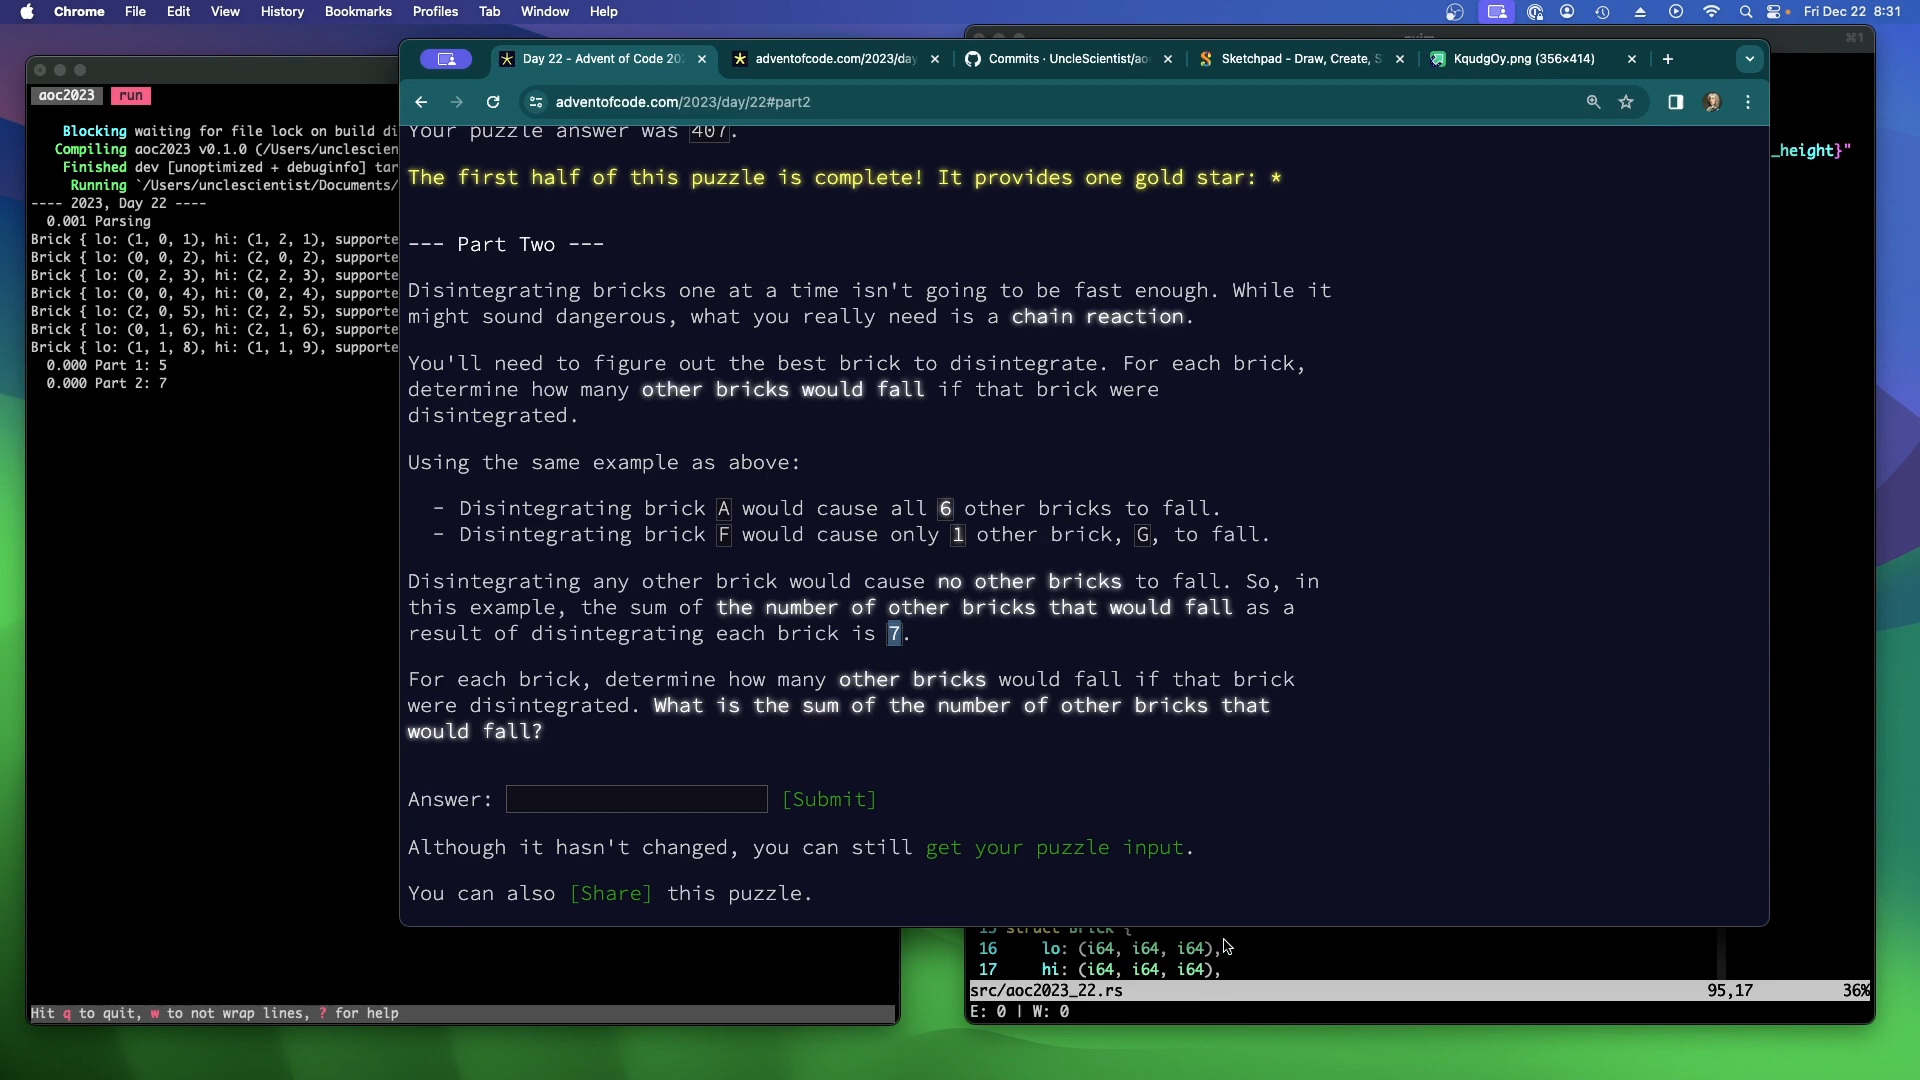 Chrome File Edit View History Bookmarks Profiles Tab Window Help Fri Dec 22 8:31
⌘1
Day 22 - Advent of Code 20 adventofcode.com/2023/day Commits · UncleScientist/ao Sketchpad - Draw, Create, S KqudgOy.png (356×414)
adventofcode.com/2023/day/22#part2
aoc2023 run
Blocking waiting for file lock on build di
Compiling aoc2023 v0.1.0 (/Users/unclescien
Finished dev [unoptimized + debuginfo] tar
Running `/Users/unclescientist/Documents/
---- 2023, Day 22 ----
0.001 Parsing
Brick { lo: (1, 0, 1), hi: (1, 2, 1), supporte
Brick { lo: (0, 0, 2), hi: (2, 0, 2), supporte
Brick { lo: (0, 2, 3), hi: (2, 2, 3), supporte
Brick { lo: (0, 0, 4), hi: (0, 2, 4), supporte
Brick { lo: (2, 0, 5), hi: (2, 2, 5), supporte
Brick { lo: (0, 1, 6), hi: (2, 1, 6), supporte
Brick { lo: (1, 1, 8), hi: (1, 1, 9), supporte
0.000 Part 1: 5
0.000 Part 2: 7
Hit q to quit, w to not wrap lines, ? for help
Your puzzle answer was 407.
The first half of this puzzle is complete! It provides one gold star: *
--- Part Two ---
Disintegrating bricks one at a time isn't going to be fast enough. While it
might sound dangerous, what you really need is a chain reaction.
You'll need to figure out the best brick to disintegrate. For each brick,
determine how many other bricks would fall if that brick were
disintegrated.
Using the same example as above:
- Disintegrating brick A would cause all 6 other bricks to fall.
- Disintegrating brick F would cause only 1 other brick, G, to fall.
Disintegrating any other brick would cause no other bricks to fall. So, in
this example, the sum of the number of other bricks that would fall as a
result of disintegrating each brick is 7.
For each brick, determine how many other bricks would fall if that brick
were disintegrated. What is the sum of the number of other bricks that
would fall?
Answer: [Submit]
Although it hasn't changed, you can still get your puzzle input.
You can also [Share] this puzzle.
_height}"
15 struct Brick {
16 lo: (i64, i64, i64),
17 hi: (i64, i64, i64),
src/aoc2023_22.rs 95,17 36%
E: 0 | W: 0